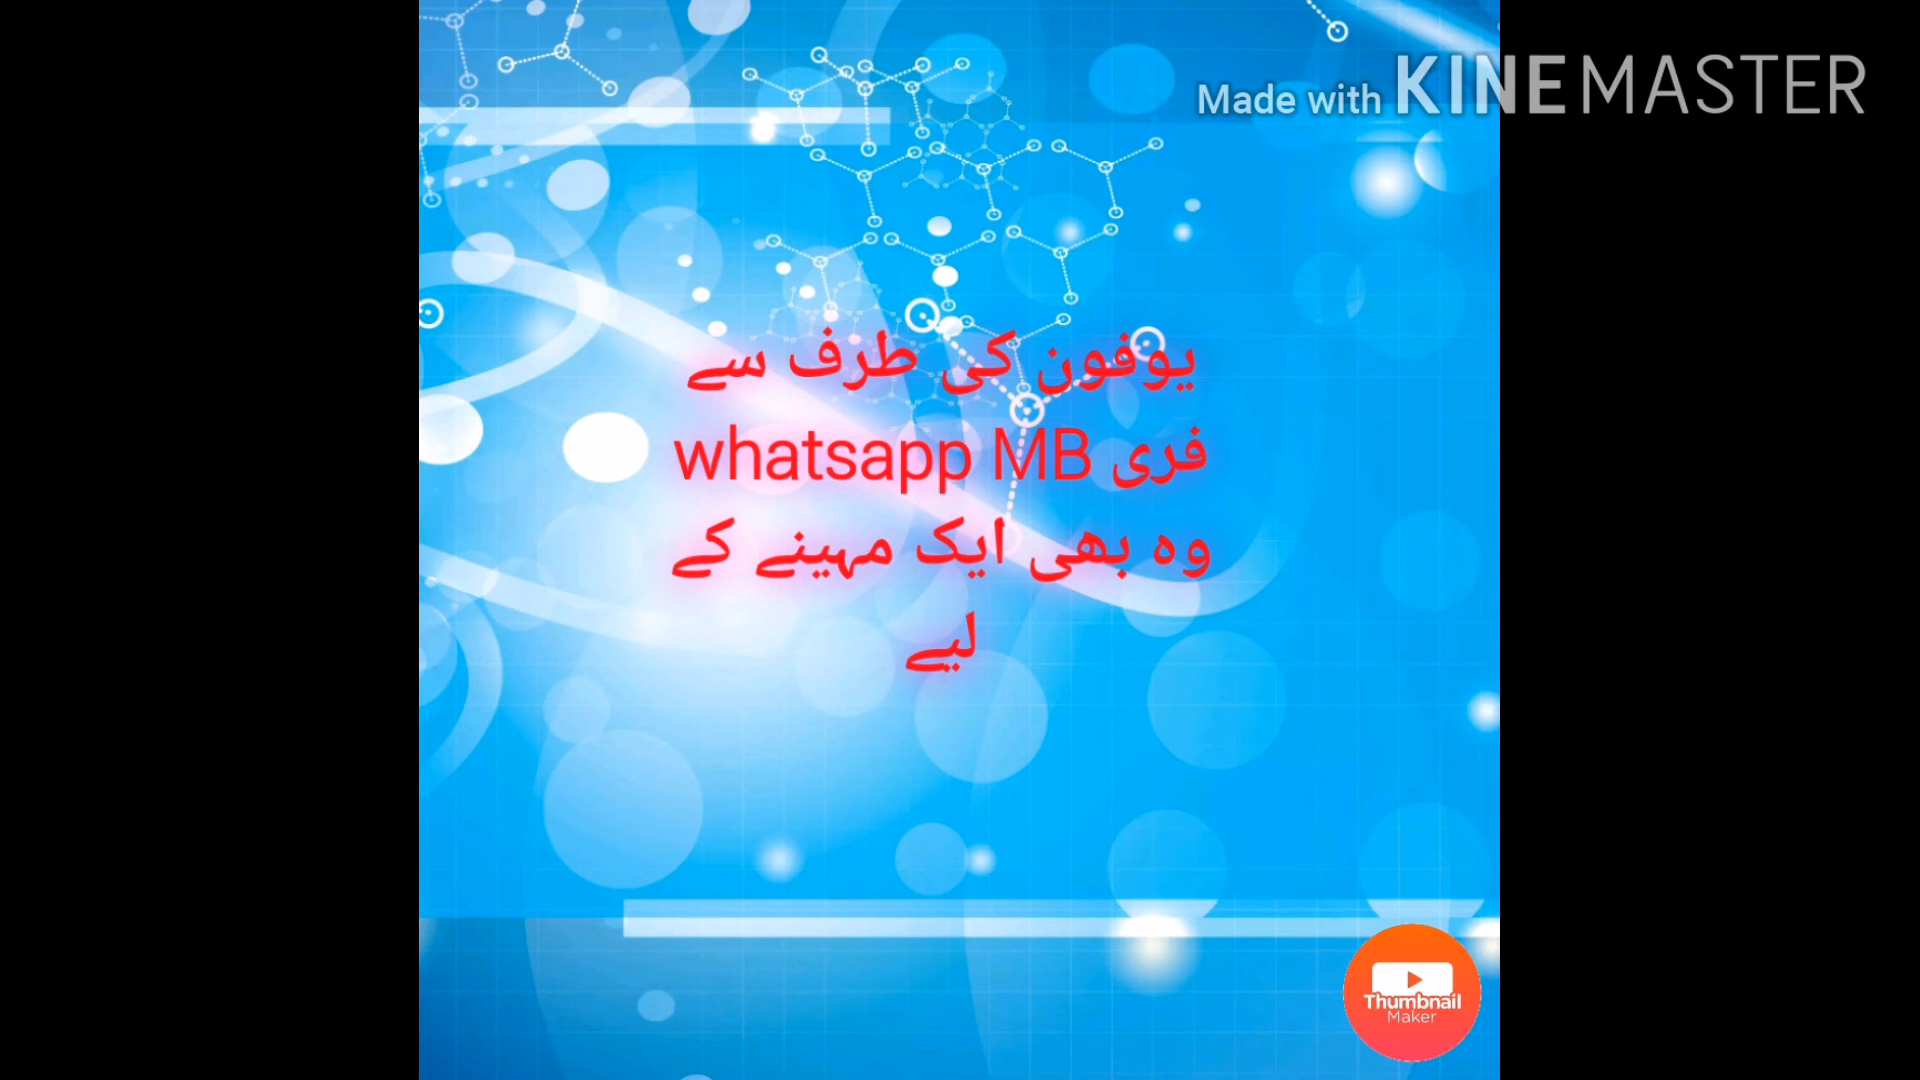 Made with KINEMASTER
یوفون کی طرف سے
فری whatsapp MB
وہ بھی ایک مہینے کے
لیے
Thumbnail
Maker